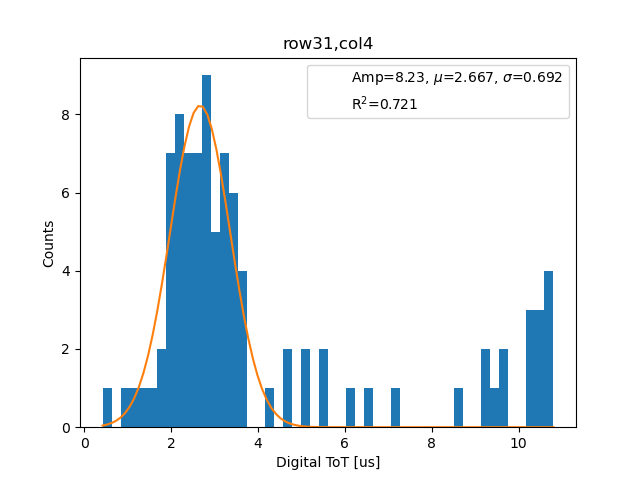 row31,col4
Amp=8.23, μ=2.667, σ=0.692
R²=0.721
Counts
8
6
4
2
0
0 2 4 6 8 10
Digital ToT [us]